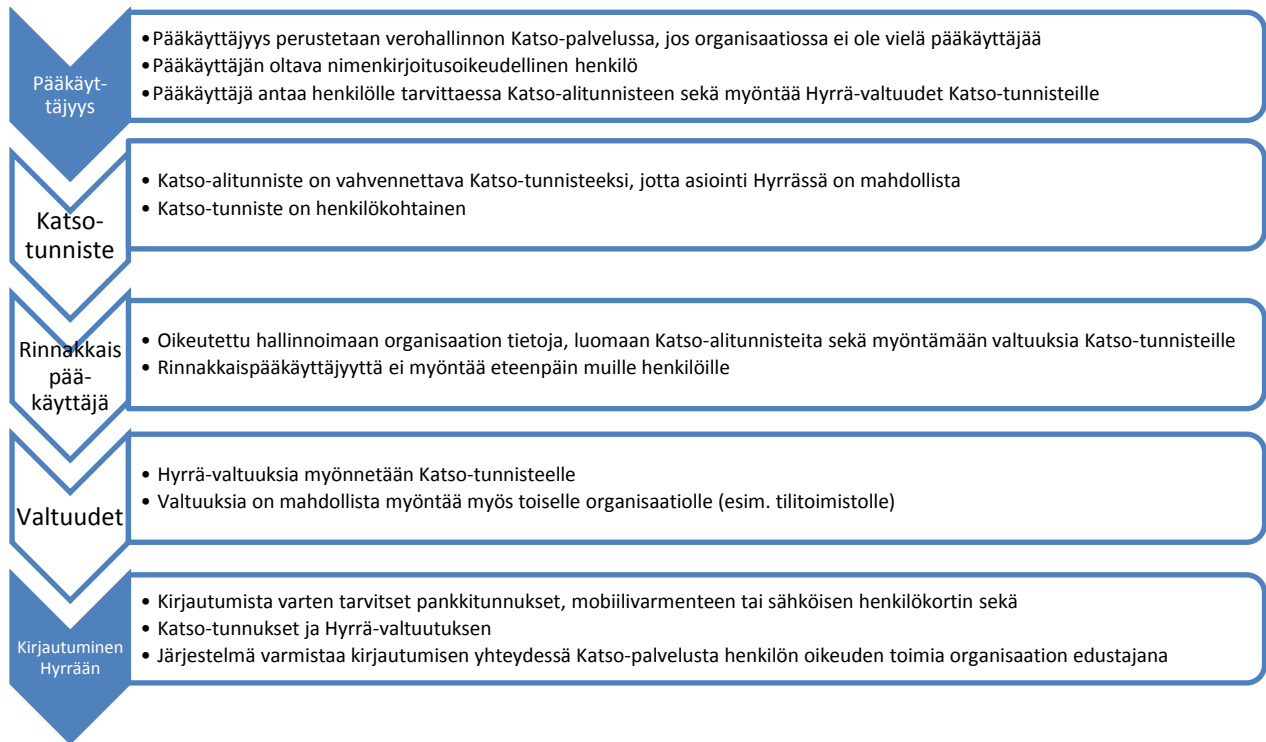 Pääkäyt-
täjyys
•Pääkäyttäjyys perustetaan verohallinnon Katso-palvelussa, jos organisaatiossa ei ole vielä pääkäyttäjää
•Pääkäyttäjän oltava nimenkirjoitusoikeudellinen henkilö
•Pääkäyttäjä antaa henkilölle tarvittaessa Katso-alitunnisteen sekä myöntää Hyrrä-valtuudet Katso-tunnisteille
Katso-
tunniste
• Katso-alitunniste on vahvennettava Katso-tunnisteeksi, jotta asiointi Hyrrässä on mahdollista
• Katso-tunniste on henkilökohtainen
Rinnakkais
pää-
käyttäjä
• Oikeutettu hallinnoimaan organisaation tietoja, luomaan Katso-alitunnisteita sekä myöntämään valtuuksia Katso-tunnisteille
• Rinnakkaispääkäyttäjyyttä ei myöntää eteenpäin muille henkilöille
Valtuudet
• Hyrrä-valtuuksia myönnetään Katso-tunnisteelle
• Valtuuksia on mahdollista myöntää myös toiselle organisaatiolle (esim. tilitoimistolle)
Kirjautuminen
Hyrrään
• Kirjautumista varten tarvitset pankkitunnukset, mobiilivarmenteen tai sähköisen henkilökortin sekä
• Katso-tunnukset ja Hyrrä-valtuutuksen
• Järjestelmä varmistaa kirjautumisen yhteydessä Katso-palvelusta henkilön oikeuden toimia organisaation edustajana